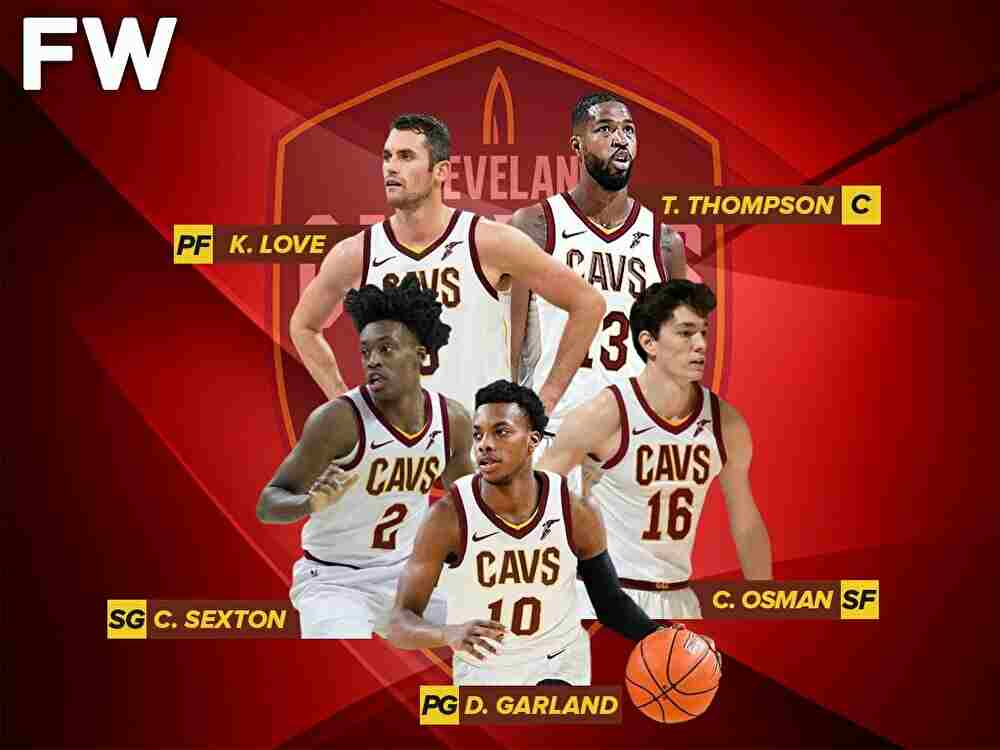 FW
CLEVELAND
T. THOMPSON C
PF K. LOVE
CAVS
CAVS
13
CAVS
2
CAVS
16
CAVS
10
C. OSMAN SF
SG C. SEXTON
PG D. GARLAND